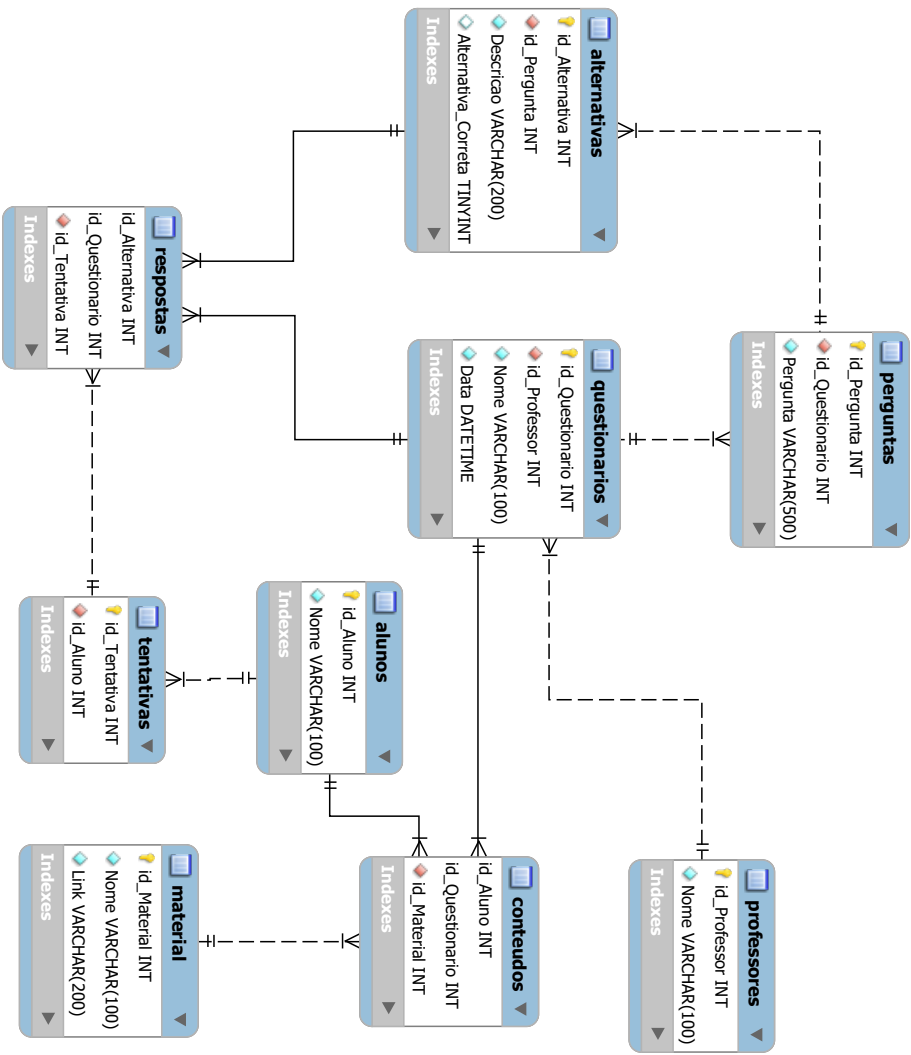 alternativas
id_Alternativa INT
id_Pergunta INT
Descricao VARCHAR(200)
Alternativa_Correta TINYINT
Indexes
perguntas
id_Pergunta INT
id_Questionario INT
Pergunta VARCHAR(500)
Indexes
respostas
id_Alternativa INT
id_Questionario INT
id_Tentativa INT
Indexes
questionarios
id_Questionario INT
id_Professor INT
Nome VARCHAR(100)
Data DATETIME
Indexes
tentativas
id_Tentativa INT
id_Aluno INT
Indexes
alunos
id_Aluno INT
Nome VARCHAR(100)
Indexes
material
id_Material INT
Nome VARCHAR(100)
Link VARCHAR(200)
Indexes
conteudos
id_Aluno INT
id_Questionario INT
id_Material INT
Indexes
professores
id_Professor INT
Nome VARCHAR(100)
Indexes